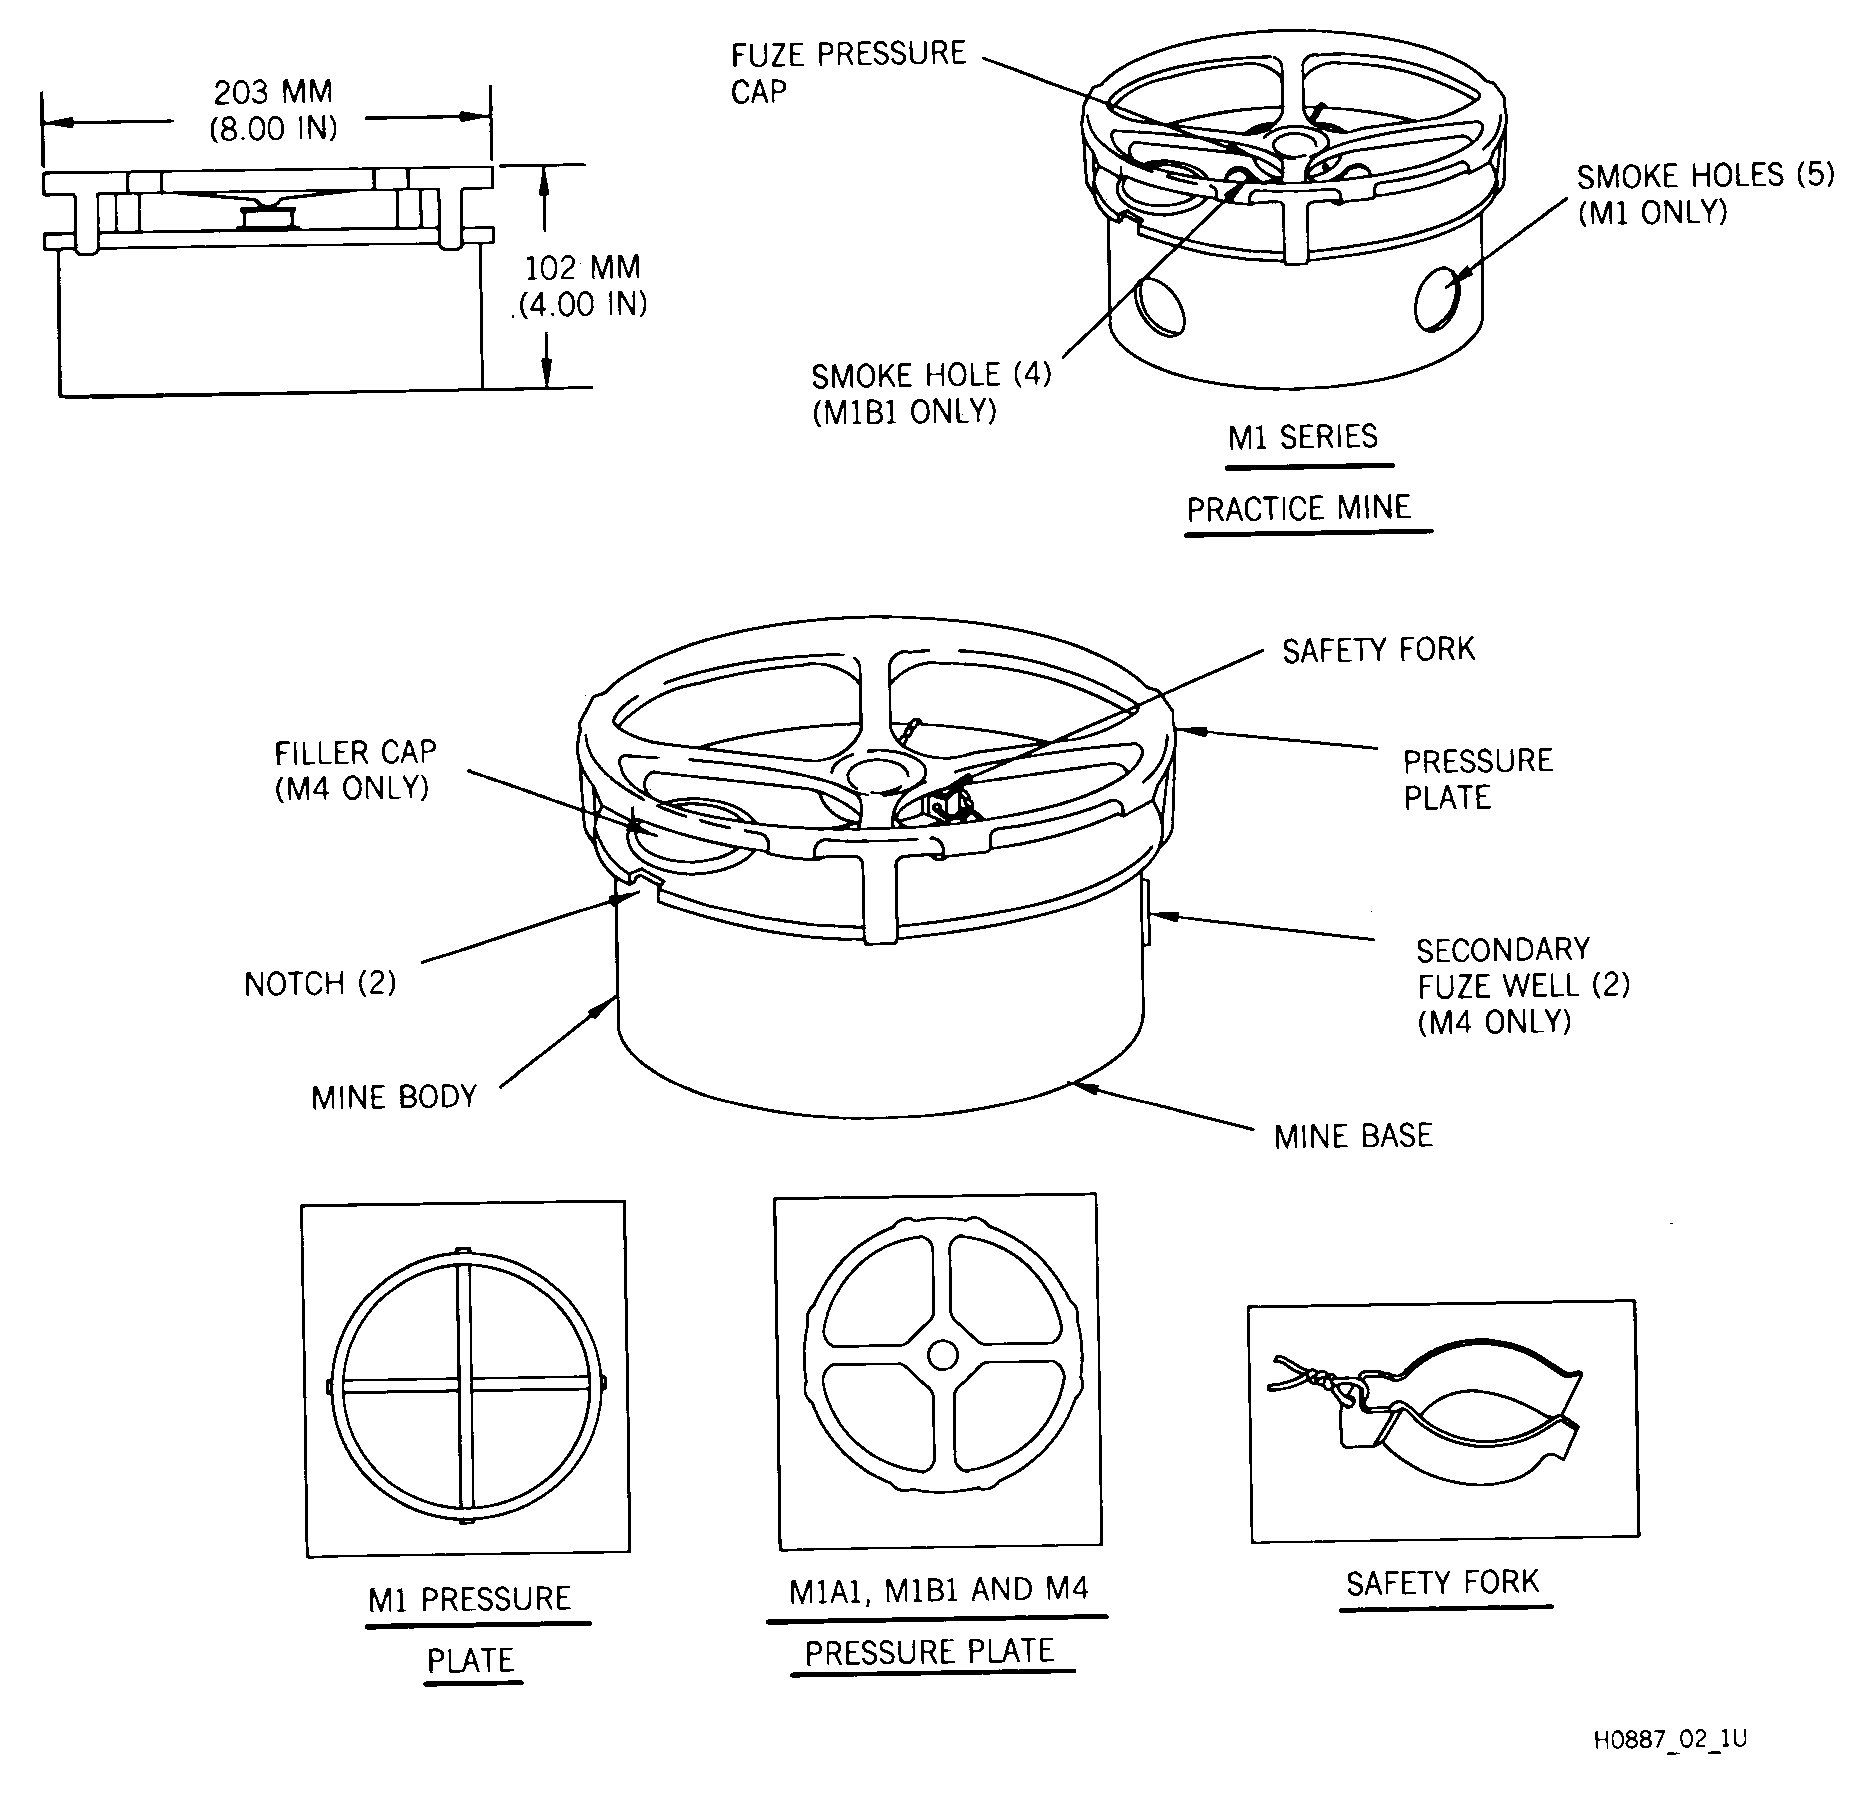 203 MM
(8.00 IN)
102 MM
(4.00 IN)
FUZE PRESSURE
CAP
SMOKE HOLES (5)
(M1 ONLY)
SMOKE HOLE (4)
(M1B1 ONLY)
M1 SERIES
PRACTICE MINE
SAFETY FORK
FILLER CAP
(M4 ONLY)
PRESSURE
PLATE
NOTCH (2)
SECONDARY
FUZE WELL (2)
(M4 ONLY)
MINE BODY
MINE BASE
M1 PRESSURE
PLATE
M1A1, M1B1 AND M4
PRESSURE PLATE
SAFETY FORK
H0887_02_1U